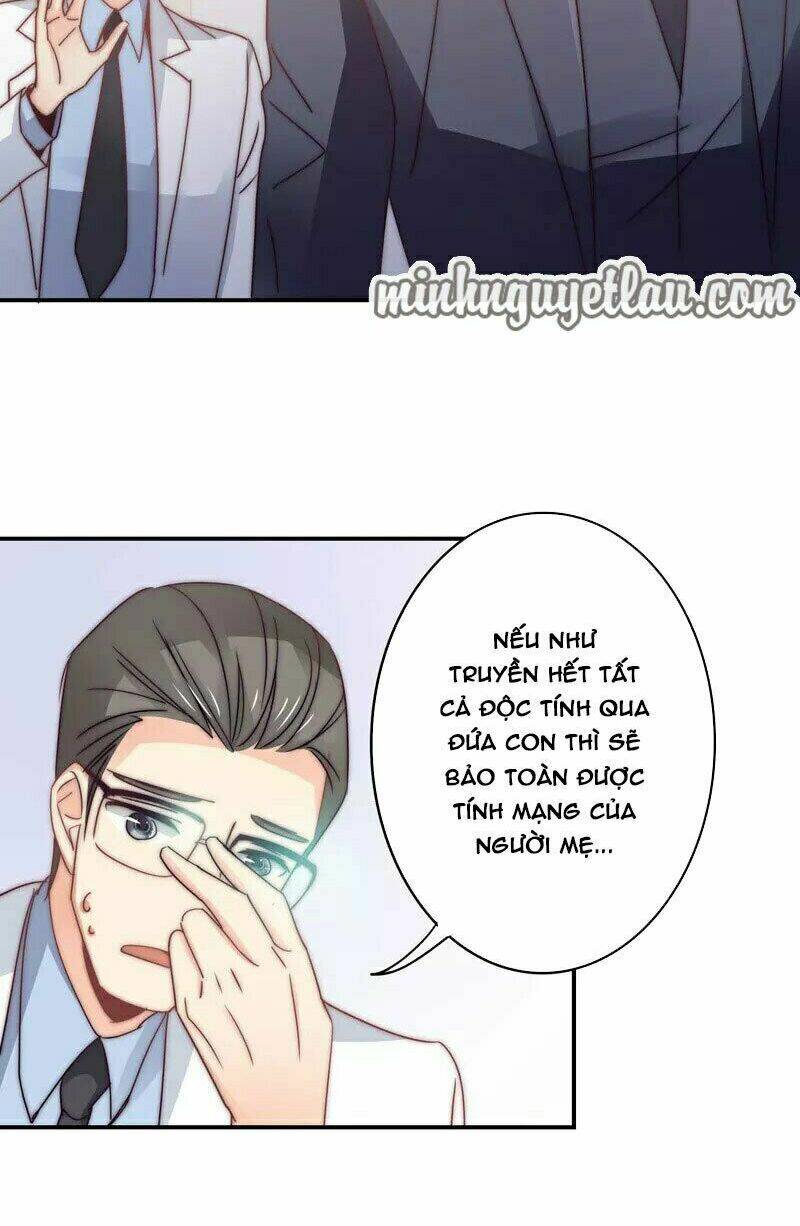 minhnguyetlau.com
NẾU NHƯ
TRUYỀN HẾT TẤT
CẢ ĐỘC TÍNH QUA
ĐỨA CON THÌ SẼ
BẢO TOÀN ĐƯỢC
TÍNH MẠNG CỦA
NGƯỜI MẸ...